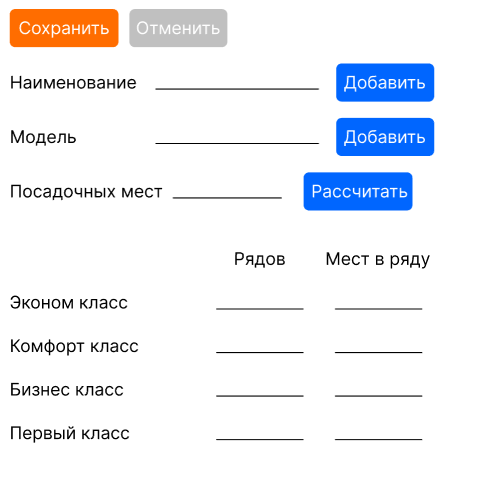 Сохранить Отменить
Наименование Добавить
Модель Добавить
Посадочных мест Рассчитать
Рядов Мест в ряду
Эконом класс
Комфорт класс
Бизнес класс
Первый класс